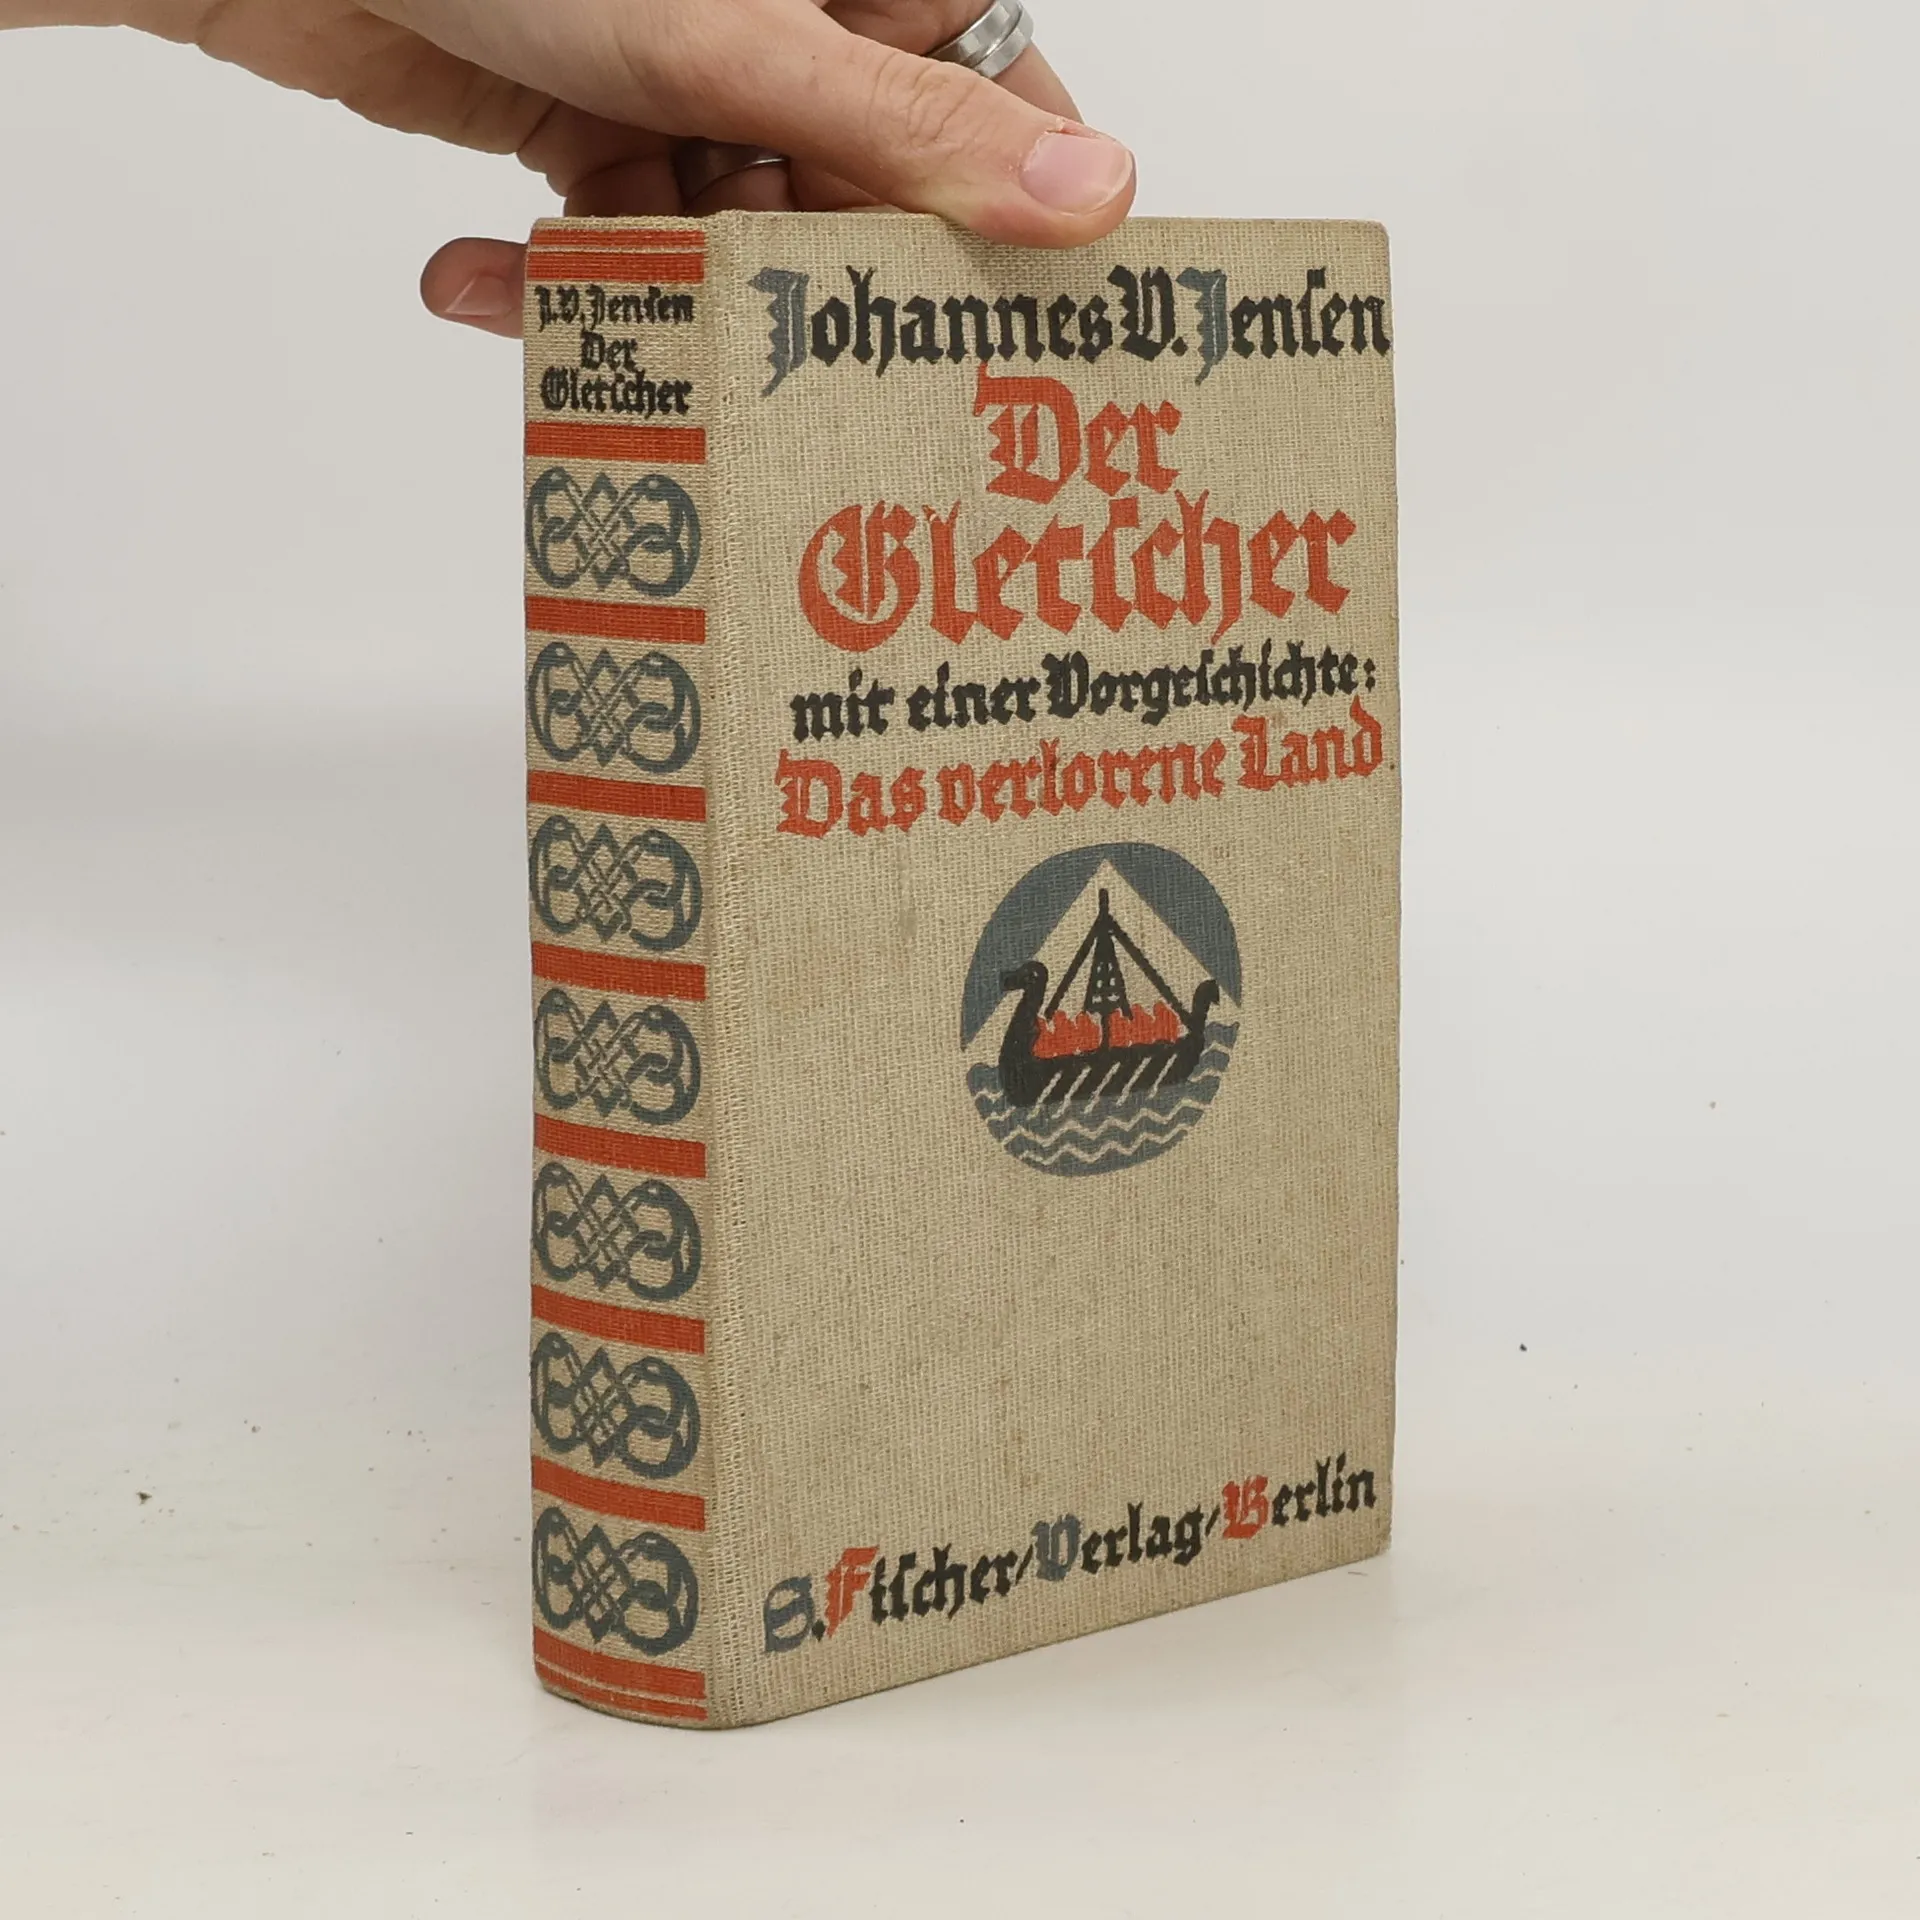 J.V. Jenſen
Der
Gletſcher
Johannes V. Jenſen
Der
Gletſcher
mit einer Vorgeſchichte:
Das verlorene Land
S. Fiſcher/Verlag/Berlin